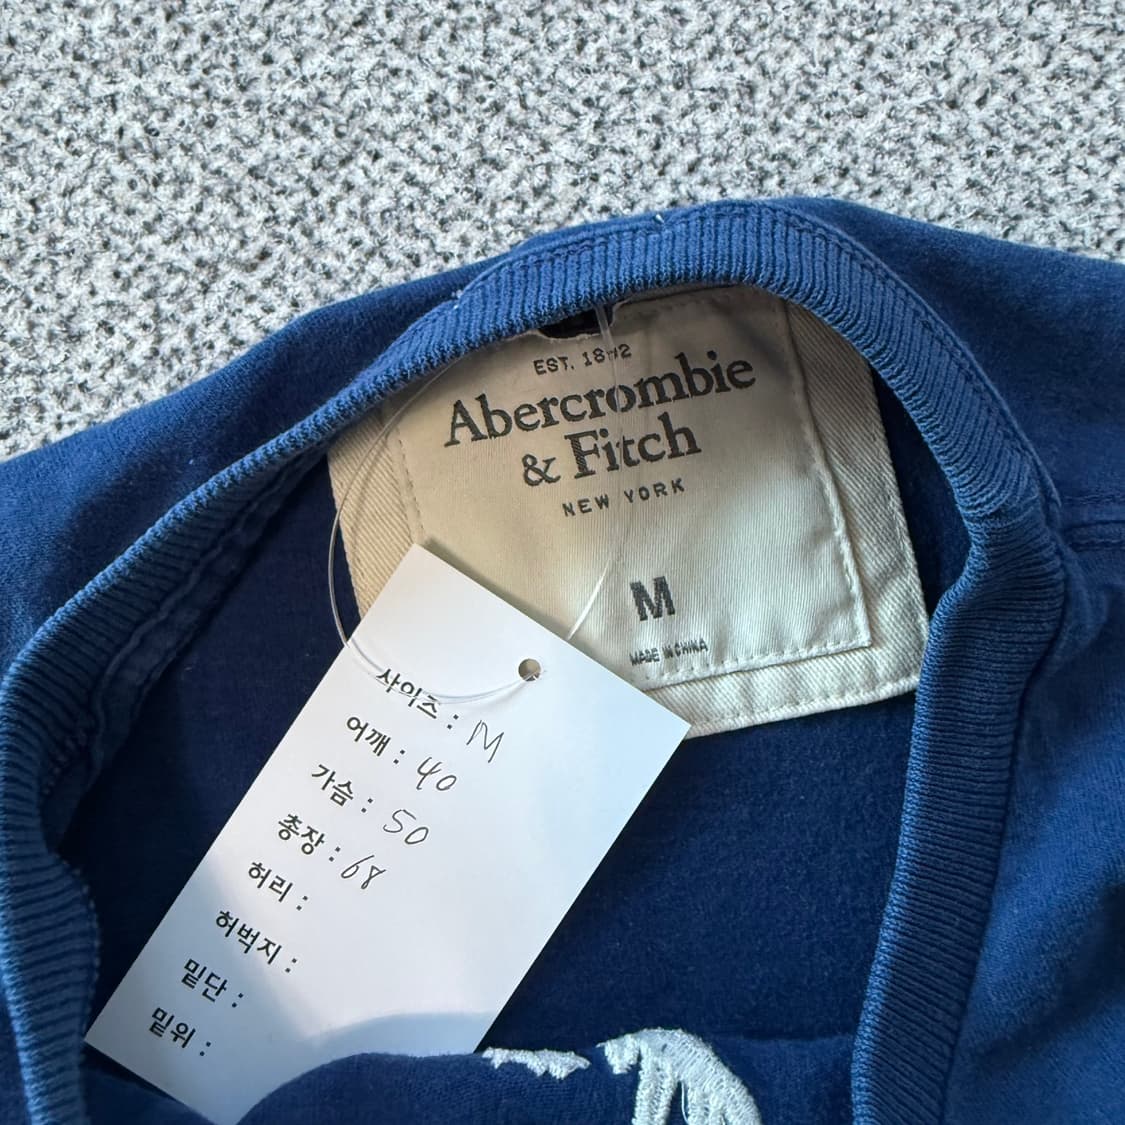 EST. 1892
Abercrombie
& Fitch
NEW YORK
M
MADE IN CHINA
사이즈 : M
어깨 : 40
가슴 : 50
총장 : 68
허리 :
허벅지 :
밑단 :
밑위 :